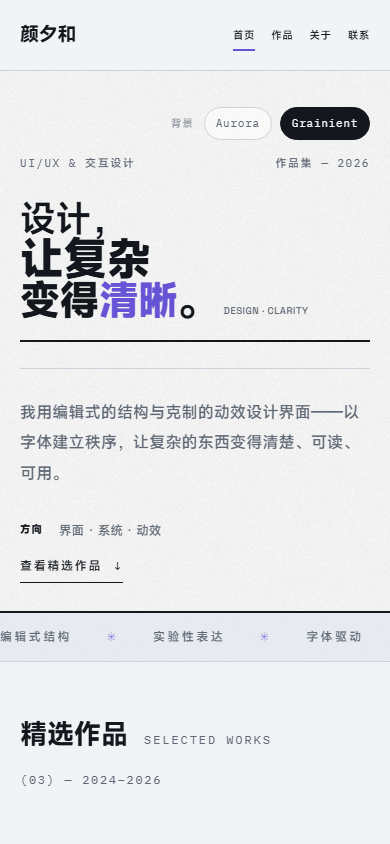 颜夕和
首页 作品 关于 联系
背景 Aurora Grainient
UI/UX & 交互设计 作品集 — 2026
设计，
让复杂
变得清晰。 DESIGN · CLARITY
我用编辑式的结构与克制的动效设计界面——以
字体建立秩序，让复杂的东西变得清楚、可读、
可用。
方向 界面 · 系统 · 动效
查看精选作品 ↓
编辑式结构 ✳ 实验性表达 ✳ 字体驱动
精选作品 SELECTED WORKS
(03) — 2024–2026